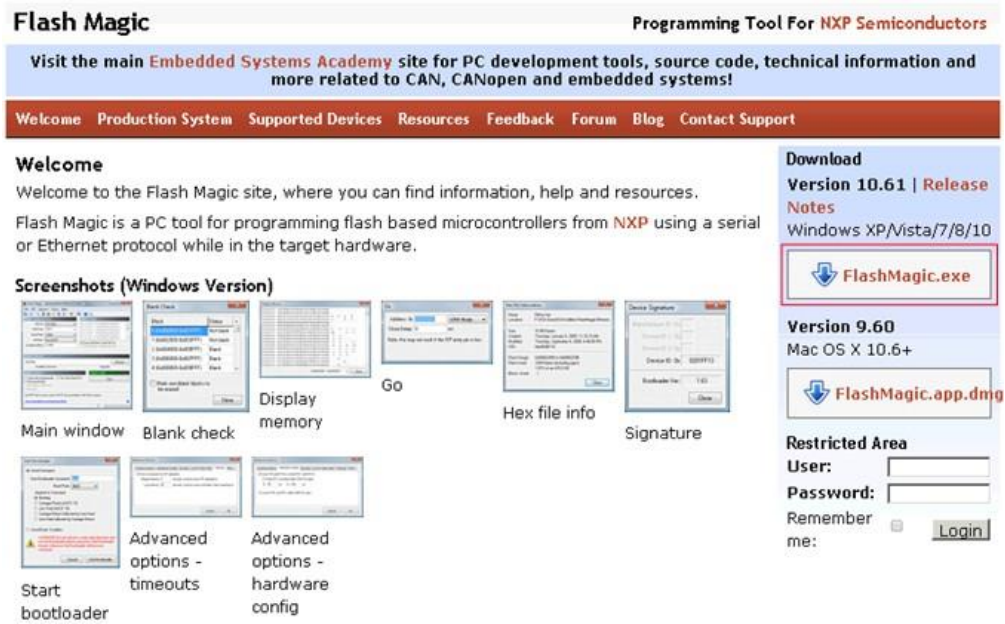 Flash Magic
Programming Tool For NXP Semiconductors
Visit the main Embedded Systems Academy site for PC development tools, source code, technical information and
more related to CAN, CANopen and embedded systems!
Welcome Production System Supported Devices Resources Feedback Forum Blog Contact Support
Welcome
Welcome to the Flash Magic site, where you can find information, help and resources.
Flash Magic is a PC tool for programming flash based microcontrollers from NXP using a serial
or Ethernet protocol while in the target hardware.
Screenshots (Windows Version)
Main window
Blank check
Display
memory
Go
Hex file info
Signature
Start
bootloader
Advanced
options -
timeouts
Advanced
options -
hardware
config
Download
Version 10.61 | Release
Notes
Windows XP/Vista/7/8/10
FlashMagic.exe
Version 9.60
Mac OS X 10.6+
FlashMagic.app.dmg
Restricted Area
User:
Password:
Remember
me:
Login